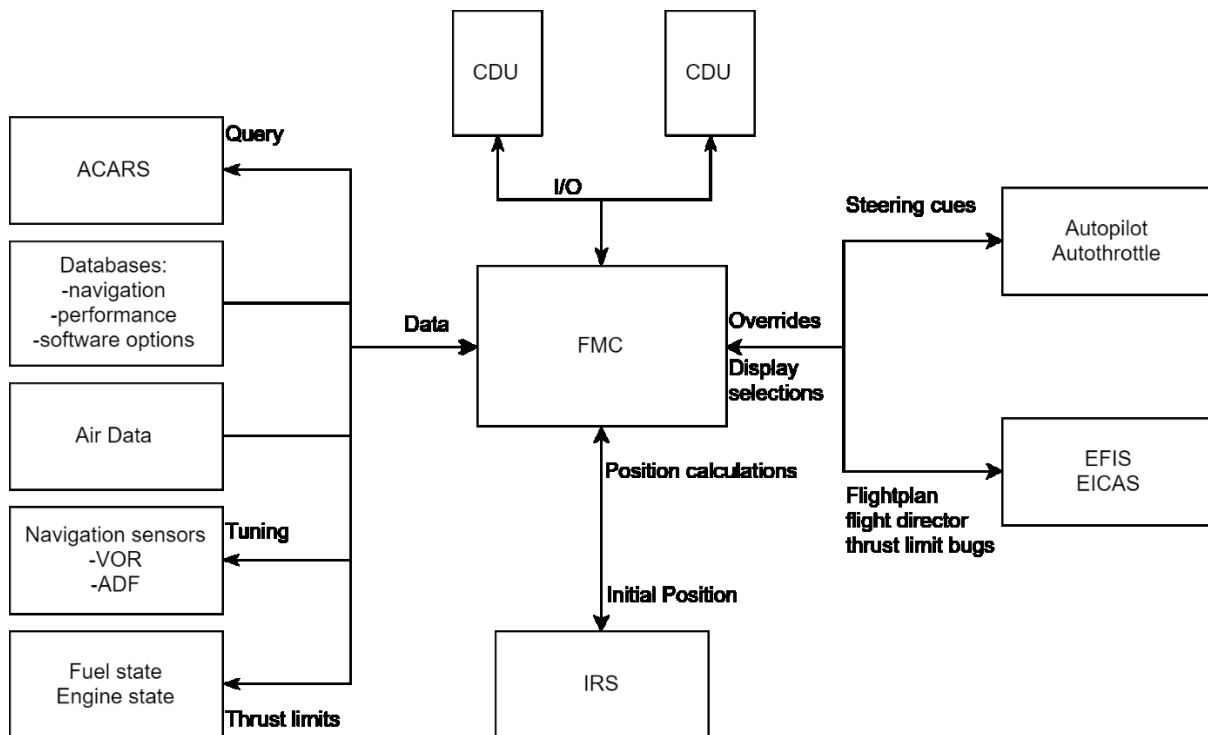 CDU
CDU
Query
ACARS
I/O
Steering cues
Autopilot
Autothrottle
Databases:
-navigation
-performance
-software options
Data
FMC
Overrides
Display
selections
Air Data
Position calculations
EFIS
EICAS
Flightplan
flight director
thrust limit bugs
Navigation sensors
-VOR
-ADF
Tuning
Initial Position
Fuel state
Engine state
Thrust limits
IRS